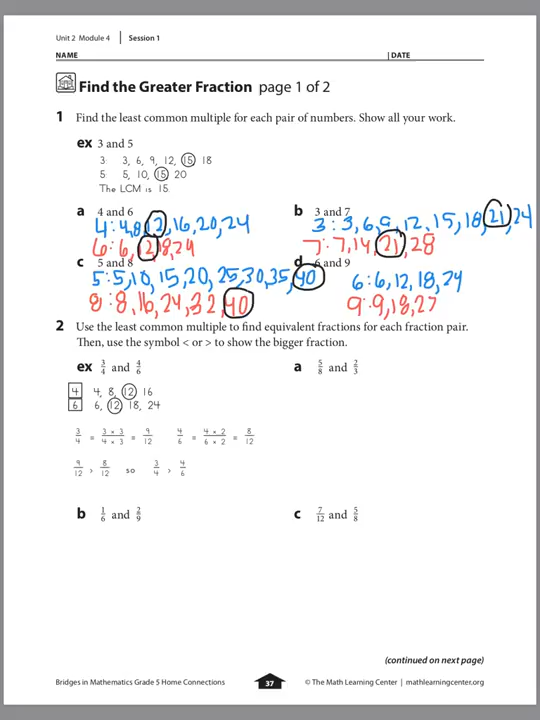 Unit 2 Module 4 | Session 1
NAME | DATE
Find the Greater Fraction page 1 of 2
1 Find the least common multiple for each pair of numbers. Show all your work.
ex 3 and 5
3: 3, 6, 9, 12, 15 18
5: 5, 10, 15 20
The LCM is 15.
a 4 and 6
4:4,8,12,16,20,24
6:6,12,18,24
b 3 and 7
3:3,6,9,12,15,18,21,24
7:7,14,21,28
c 5 and 8
5:5,10,15,20,25,30,35,40
8:8,16,24,32,40
d 6 and 9
6:6,12,18,24
9:9,18,27
2 Use the least common multiple to find equivalent fractions for each fraction pair.
Then, use the symbol < or > to show the bigger fraction.
ex 3/4 and 4/6
4 4, 8, 12 16
6 6, 12 18, 24
3/4 = 3 × 3/4 × 3 = 9/12 4/6 = 4 × 2/6 × 2 = 8/12
9/12 > 8/12 so 3/4 > 4/6
a 5/8 and 2/3
b 1/6 and 2/9
c 7/12 and 5/8
(continued on next page)
Bridges in Mathematics Grade 5 Home Connections 37 © The Math Learning Center | mathlearningcenter.org